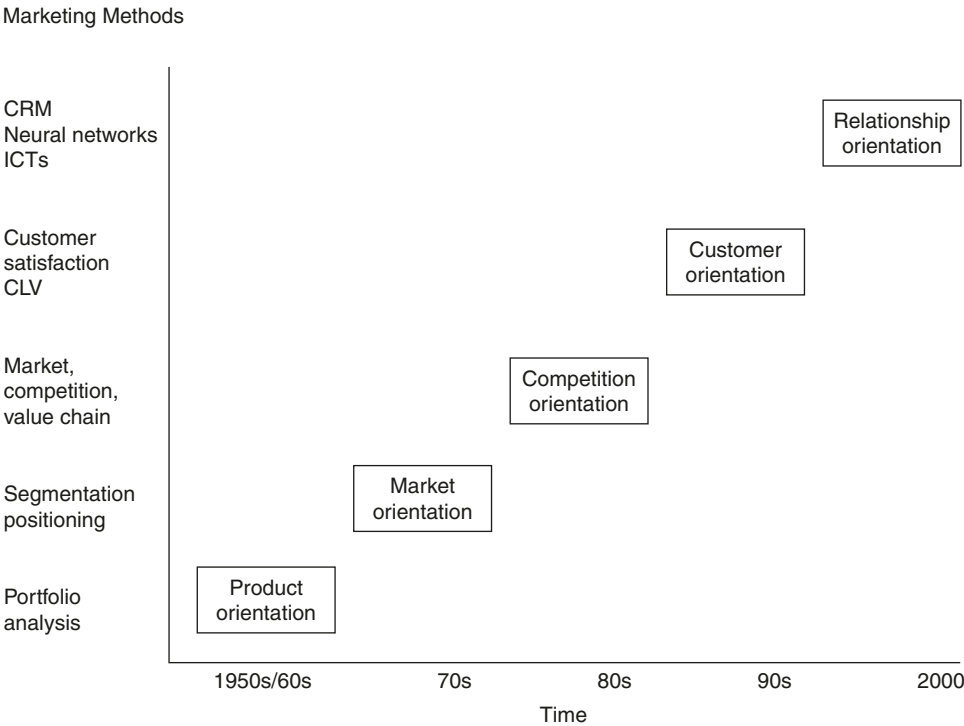 Marketing Methods
CRM
Neural networks
ICTs
Relationship
orientation
Customer
satisfaction
CLV
Customer
orientation
Market,
competition,
value chain
Competition
orientation
Segmentation
positioning
Market
orientation
Portfolio
analysis
Product
orientation
1950s/60s 70s 80s 90s 2000
Time